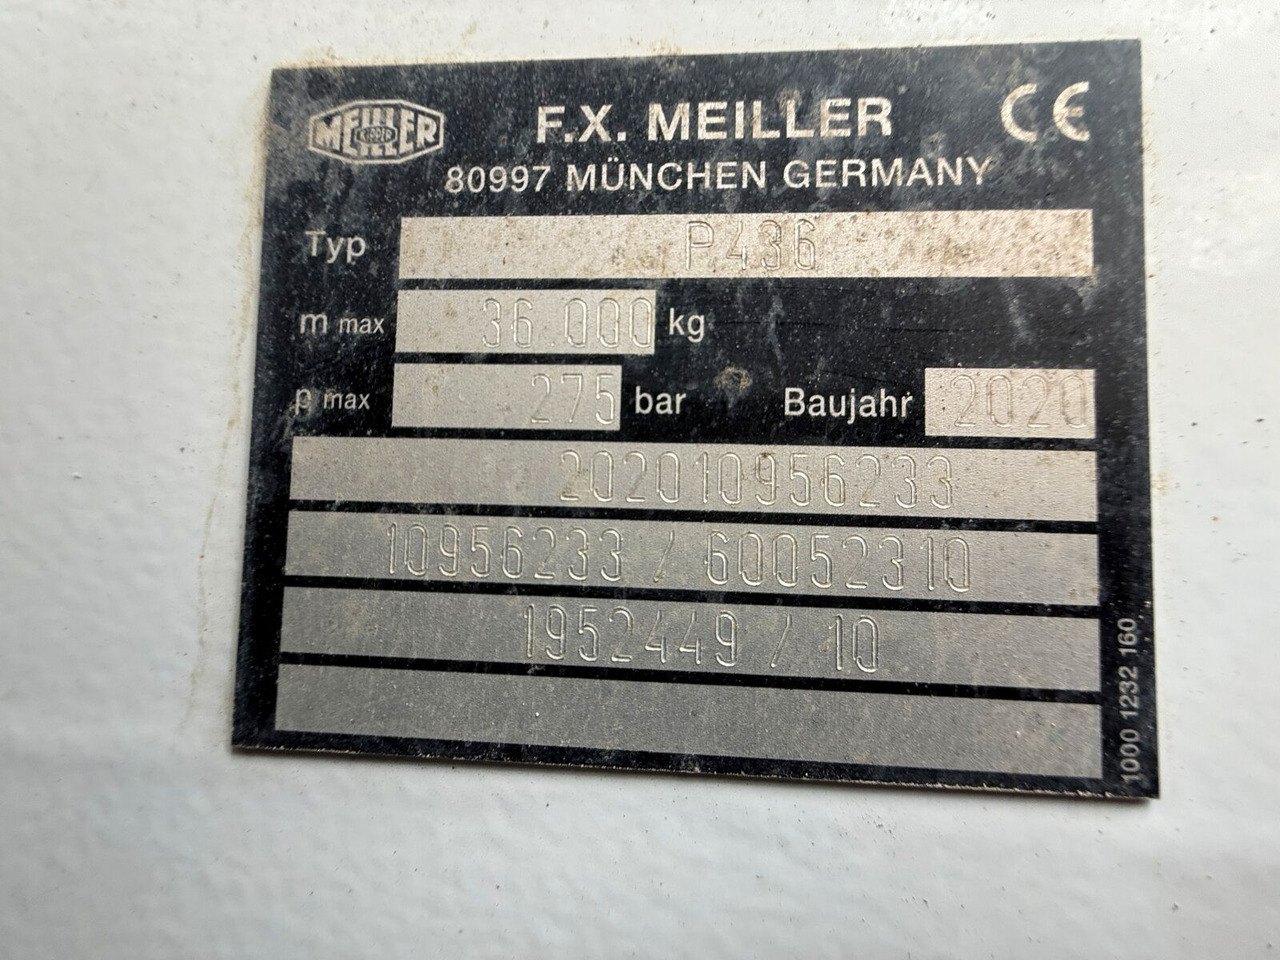 MEILLER
KIPPER
F.X. MEILLER
CE
80997 MÜNCHEN GERMANY
Typ P436
m max 36.000 kg
p max 275 bar Baujahr 2020
202010956233
10956233 / 60052310
1952449 / 10
1000 1232 160